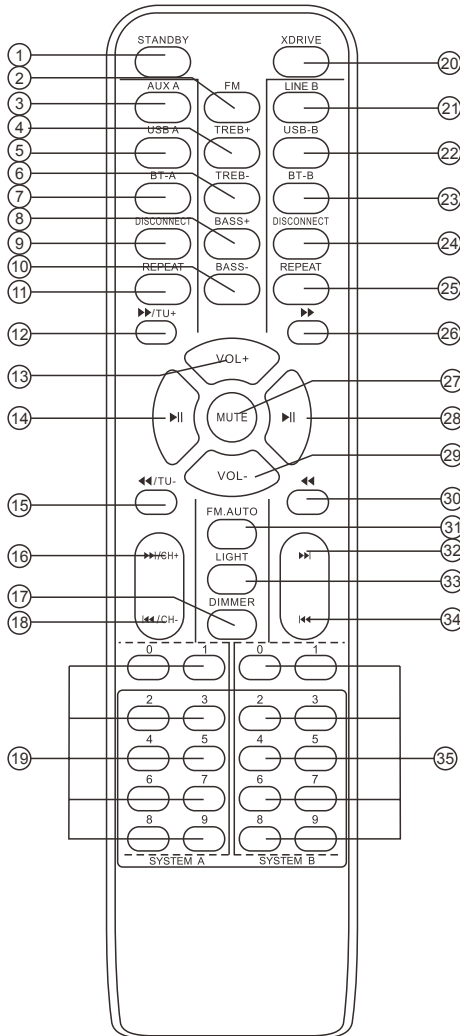 STANDBY XDRIVE
1 20
2
AUX A FM LINE B
3 21
4
USB A TREB+ USB-B
5 22
6
BT-A TREB- BT-B
7 23
8
DISCONNECT BASS+ DISCONNECT
9 24
10
REPEAT BASS- REPEAT
11 25
▶▶/TU+ ▶▶
12 26
13 VOL+ 27
14 ▶II MUTE ▶II 28
VOL- 29
◀◀/TU- ◀◀
15 30
FM.AUTO 31
16 ▶▶I/CH+ ▶▶I 32
LIGHT
17 33
DIMMER
18 I◀◀/CH- I◀◀ 34
0 1 0 1
2 3 2 3
4 5 4 5
19 35
6 7 6 7
8 9 8 9
SYSTEM A SYSTEM B